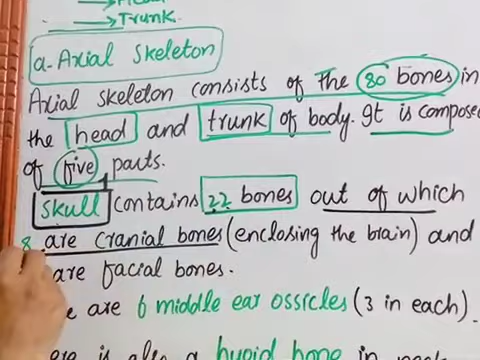 Trunk.
a. Axial Skeleton
Axial skeleton consists of the 80 bones in
the head and trunk of body. It is compose
of five parts.
Skull contains 22 bones out of which
8 are cranial bones (enclosing the brain) and
are facial bones.
are 6 middle ear ossicles (3 in each).
is also a hyoid bone in